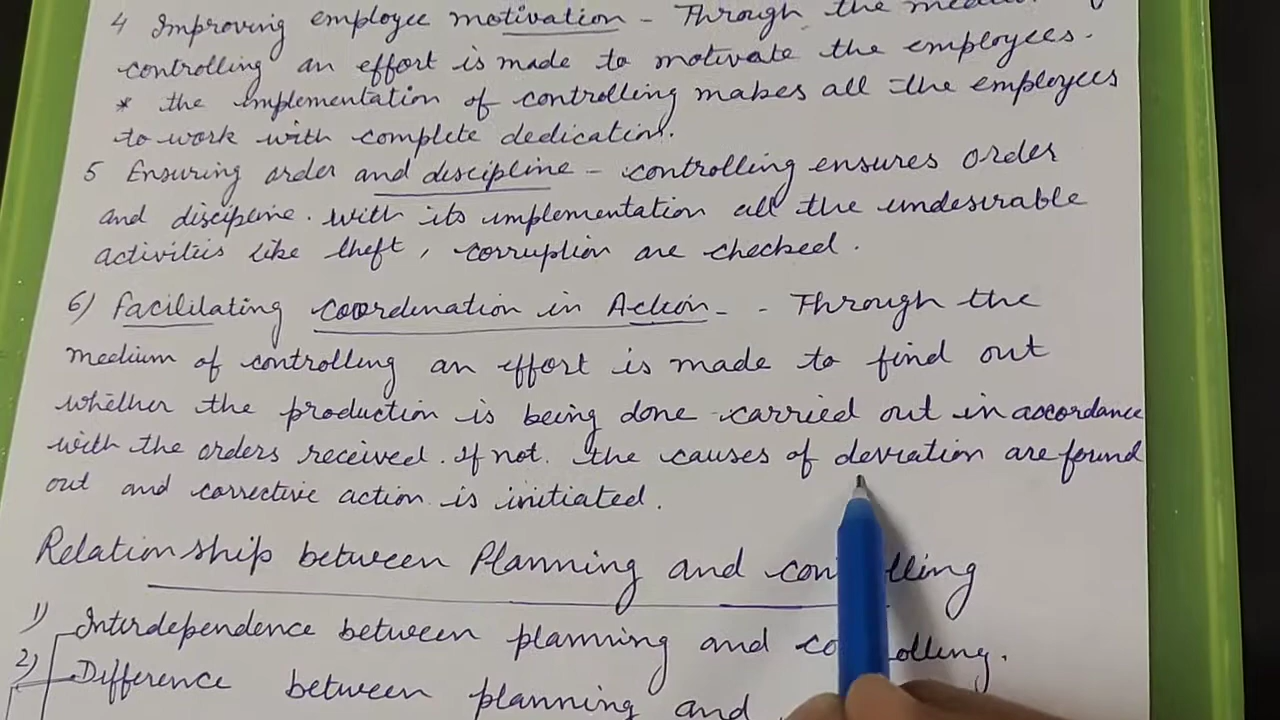 4 Improving employee motivation - Through the
controlling an effort is made to motivate the employees.
* the implementation of controlling makes all the employees
to work with complete dedication.
5 Ensuring order and discipline - controlling ensures order
and discipline. with its implementation all the undesirable
activities like theft, corruption are checked.
6) Facilitating coordination in Action - - Through the
medium of controlling an effort is made to find out
whether the production is being done carried out in accordance
with the orders received. If not. the causes of deviation are found
out and corrective action is initiated.
Relationship between Planning and
1) Interdependence between planning and
2) Difference between planning and